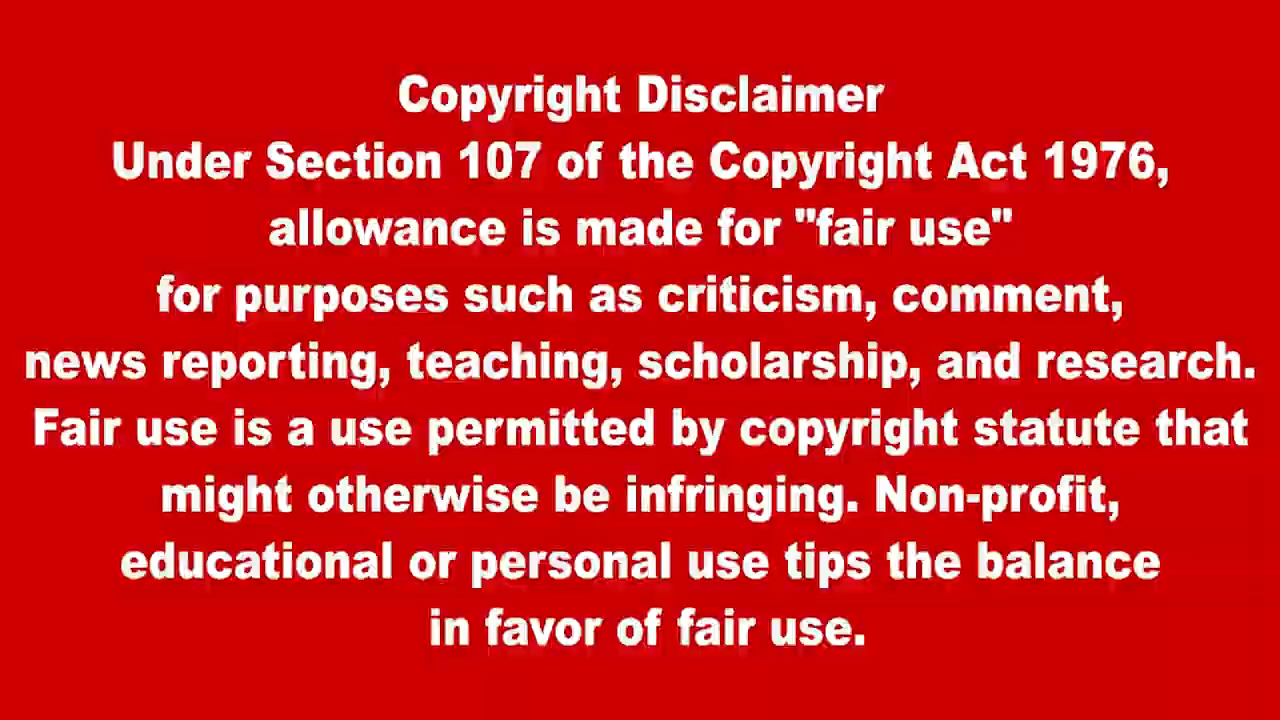 Copyright Disclaimer
Under Section 107 of the Copyright Act 1976,
allowance is made for "fair use"
for purposes such as criticism, comment,
news reporting, teaching, scholarship, and research.
Fair use is a use permitted by copyright statute that
might otherwise be infringing. Non-profit,
educational or personal use tips the balance
in favor of fair use.